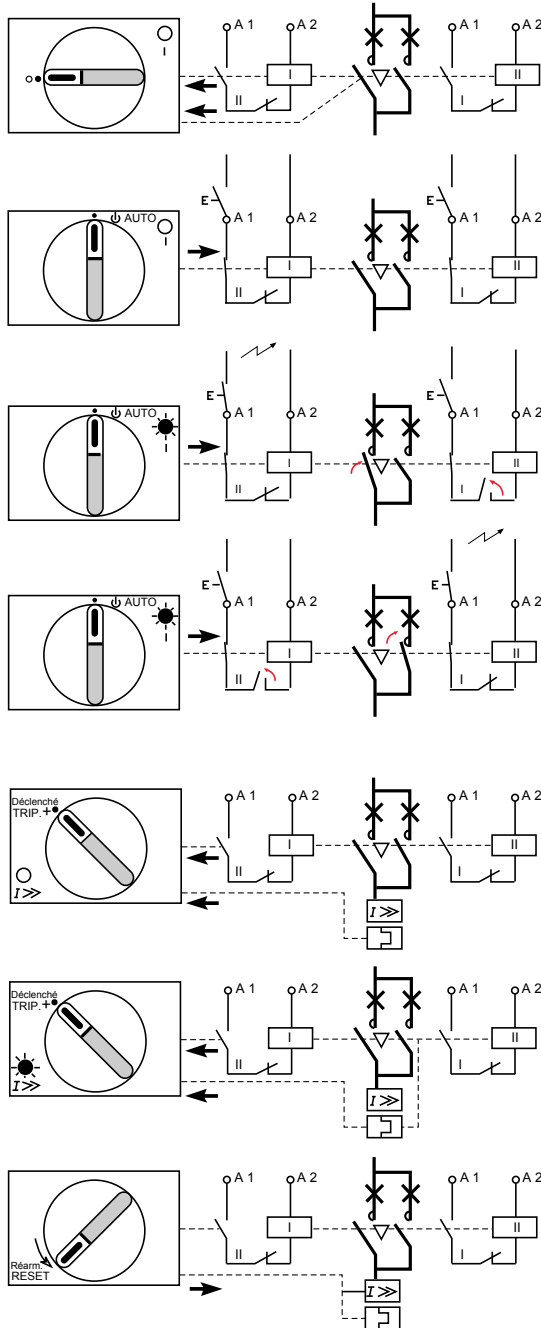 A 1 A 2 A 1 A 2
I
I II
II I
E E
AUTO A 1 A 2 A 1 A 2
I
I II
II I
E E
AUTO A 1 A 2 A 1 A 2
I
I II
II I
E E
AUTO A 1 A 2 A 1 A 2
I
I II
II I
A 1 A 2 A 1 A 2
Déclenché
TRIP.+
I II
II I
I≫ I≫
A 1 A 2 A 1 A 2
Déclenché
TRIP.+
I II
II I
I≫ I≫
A 1 A 2 A 1 A 2
I II
II I
Réarm.
RESET
I≫